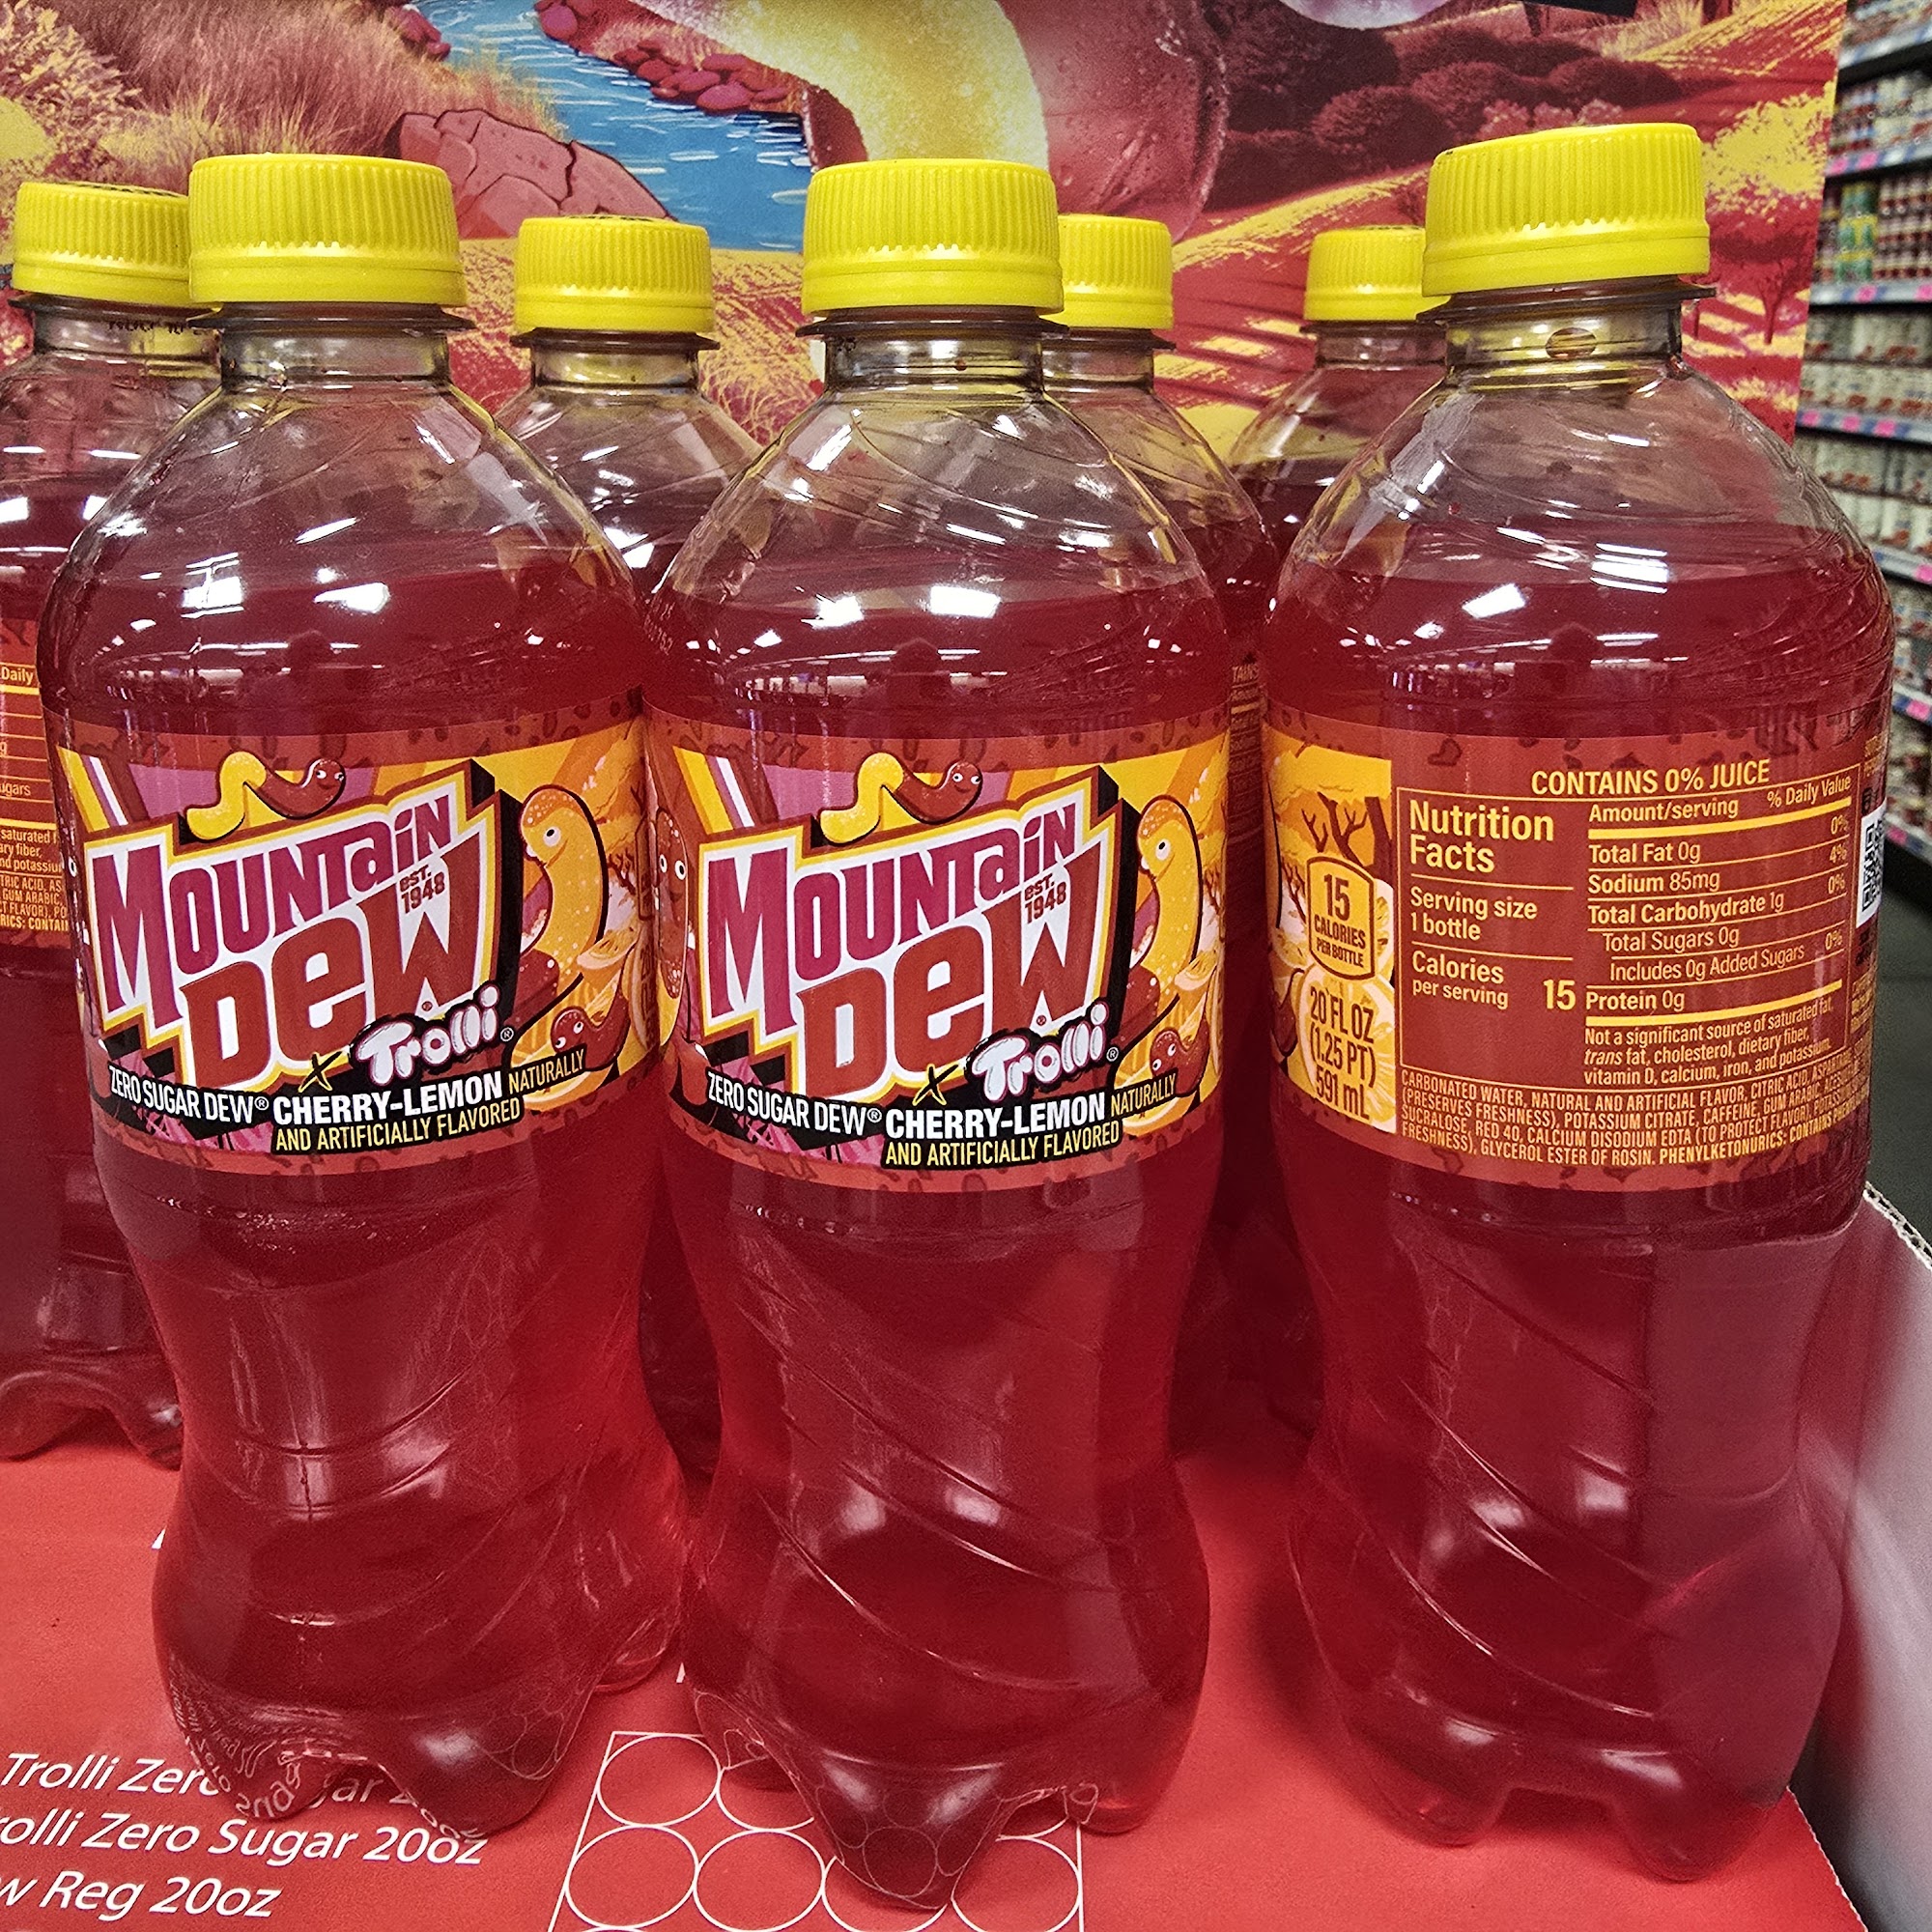 MOUNTaiN
Dew
EST.
1948
x Trolli®
ZERO SUGAR DEW® CHERRY-LEMON NATURALLY
AND ARTIFICIALLY FLAVORED
MOUNTaiN
Dew
EST.
1948
x Trolli®
ZERO SUGAR DEW® CHERRY-LEMON NATURALLY
AND ARTIFICIALLY FLAVORED
15
CALORIES
PER BOTTLE
20 FL OZ
(1.25 PT)
591 mL
CONTAINS 0% JUICE
Nutrition
Facts
Serving size
1 bottle
Calories 15
per serving
Amount/serving % Daily Value
Total Fat 0g 0%
Sodium 85mg 4%
Total Carbohydrate 1g 0%
Total Sugars 0g
Includes 0g Added Sugars 0%
Protein 0g
Not a significant source of saturated fat,
trans fat, cholesterol, dietary fiber,
vitamin D, calcium, iron, and potassium.
CARBONATED WATER, NATURAL AND ARTIFICIAL FLAVOR, CITRIC ACID,
(PRESERVES FRESHNESS), POTASSIUM CITRATE, CAFFEINE, GUM ARABIC,
SUCRALOSE, RED 40, CALCIUM DISODIUM EDTA (TO PROTECT FLAVOR),
FRESHNESS), GLYCEROL ESTER OF ROSIN. PHENYLKETONURICS: CONTAINS
Daily
Trolli Zero
Zero Sugar 20oz
Reg 20oz